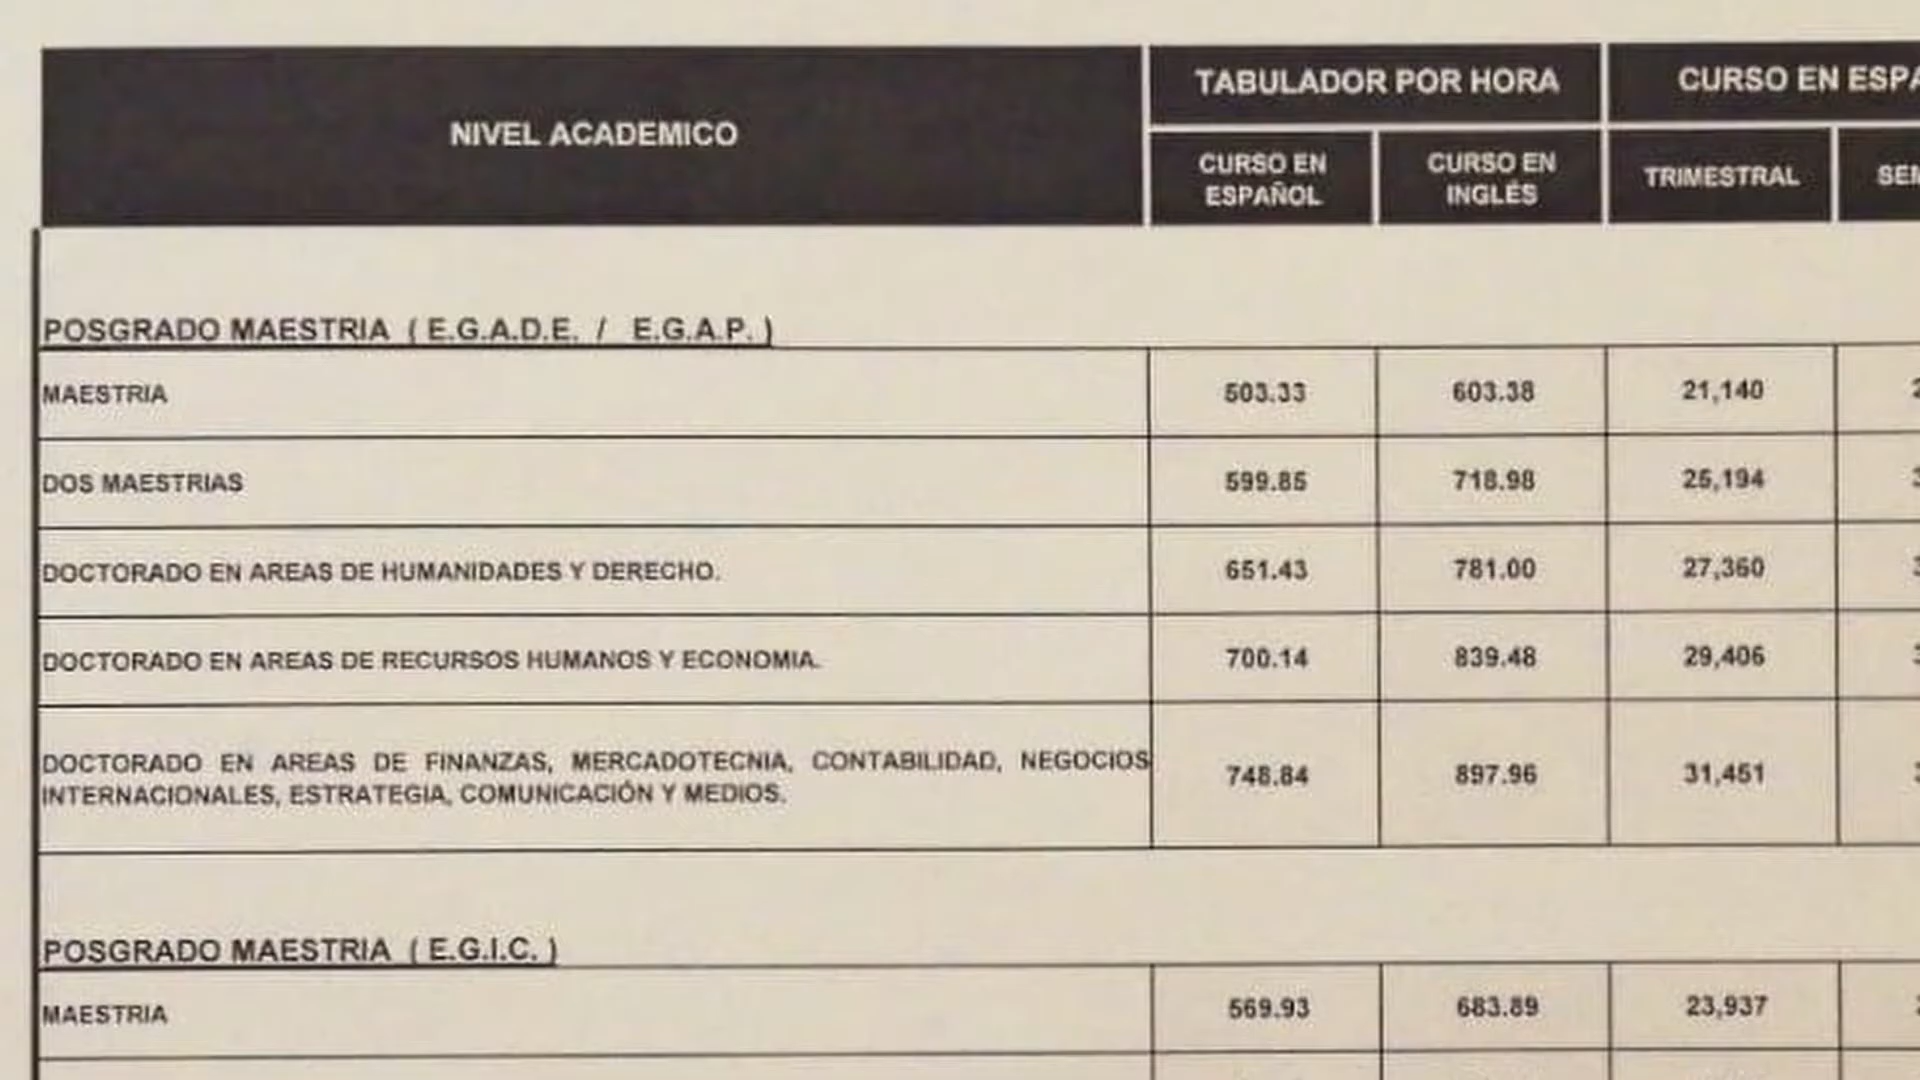 NIVEL ACADEMICO
TABULADOR POR HORA
CURSO EN ESPA
CURSO EN
ESPAÑOL
CURSO EN
INGLÉS
TRIMESTRAL
SEM
POSGRADO MAESTRIA ( E.G.A.D.E. / E.G.A.P. )
MAESTRIA 503.33 603.38 21,140
DOS MAESTRIAS 599.85 718.98 25,194
DOCTORADO EN AREAS DE HUMANIDADES Y DERECHO. 651.43 781.00 27,360
DOCTORADO EN AREAS DE RECURSOS HUMANOS Y ECONOMIA. 700.14 839.48 29,406
DOCTORADO EN AREAS DE FINANZAS, MERCADOTECNIA, CONTABILIDAD, NEGOCIOS
INTERNACIONALES, ESTRATEGIA, COMUNICACIÓN Y MEDIOS. 748.84 897.96 31,451
POSGRADO MAESTRIA ( E.G.I.C. )
MAESTRIA 569.93 683.89 23,937